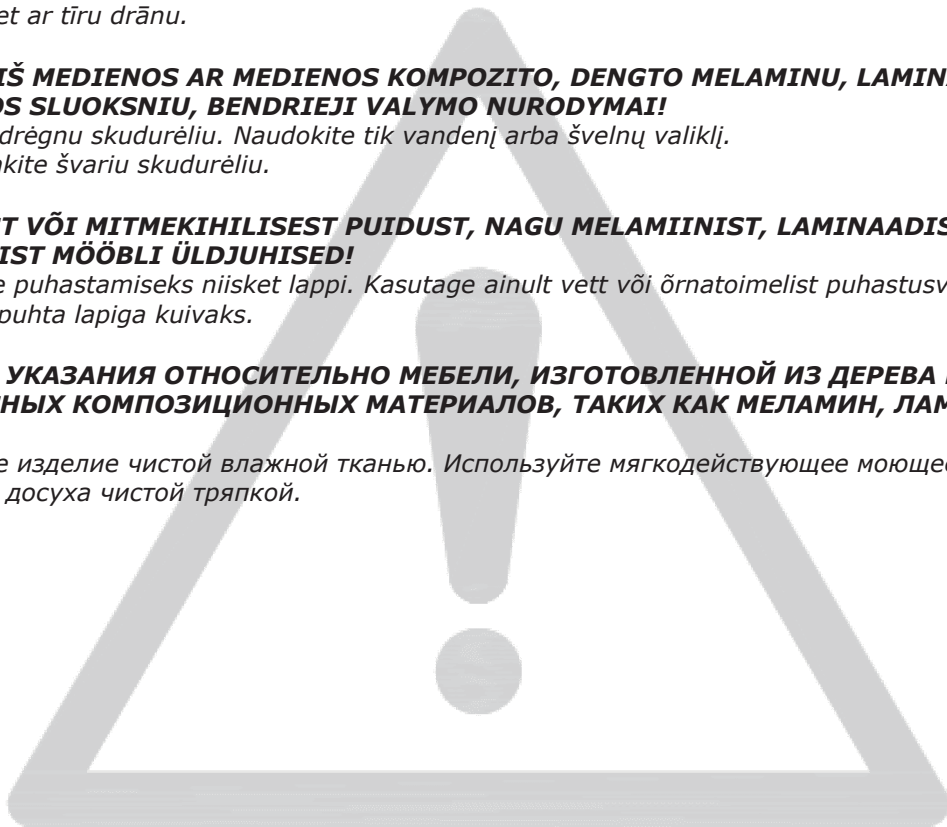 et ar tīru drānu.
IŠ MEDIENOS AR MEDIENOS KOMPOZITO, DENGTO MELAMINU, LAMIN
OS SLUOKSNIU, BENDRIEJI VALYMO NURODYMAI!
drėgnu skudurėliu. Naudokite tik vandenį arba švelnų valiklį.
kite švariu skudurėliu.
T VÕI MITMEKIHILISEST PUIDUST, NAGU MELAMIINIST, LAMINAADIS
IST MÖÖBLI ÜLDJUHISED!
e puhastamiseks niisket lappi. Kasutage ainult vett või õrnatoimelist puhastusv
puhta lapiga kuivaks.
УКАЗАНИЯ ОТНОСИТЕЛЬНО МЕБЕЛИ, ИЗГОТОВЛЕННОЙ ИЗ ДЕРЕВА
НЫХ КОМПОЗИЦИОННЫХ МАТЕРИАЛОВ, ТАКИХ КАК МЕЛАМИН, ЛАМ
е изделие чистой влажной тканью. Используйте мягкодействующее моющее
досуха чистой тряпкой.